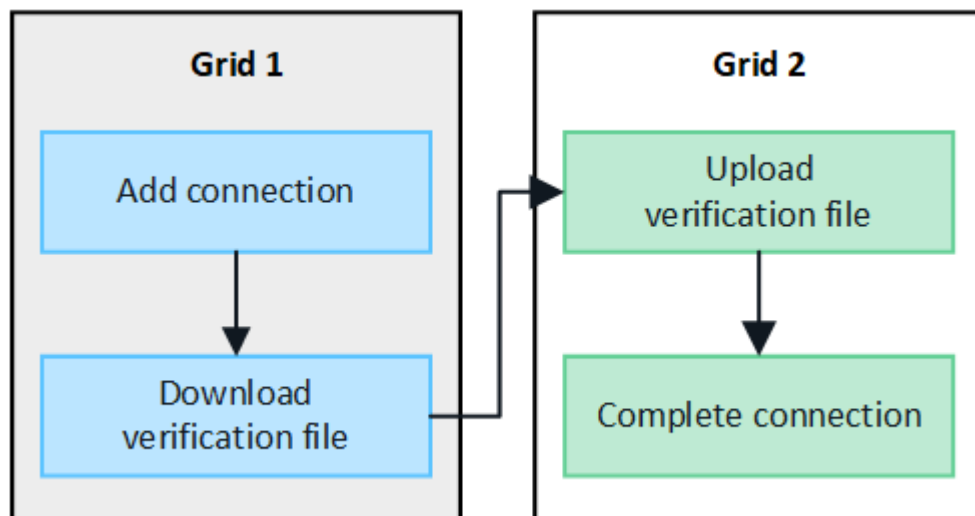 Grid 1
Add connection
Download
verification file
Grid 2
Upload
verification file
Complete connection